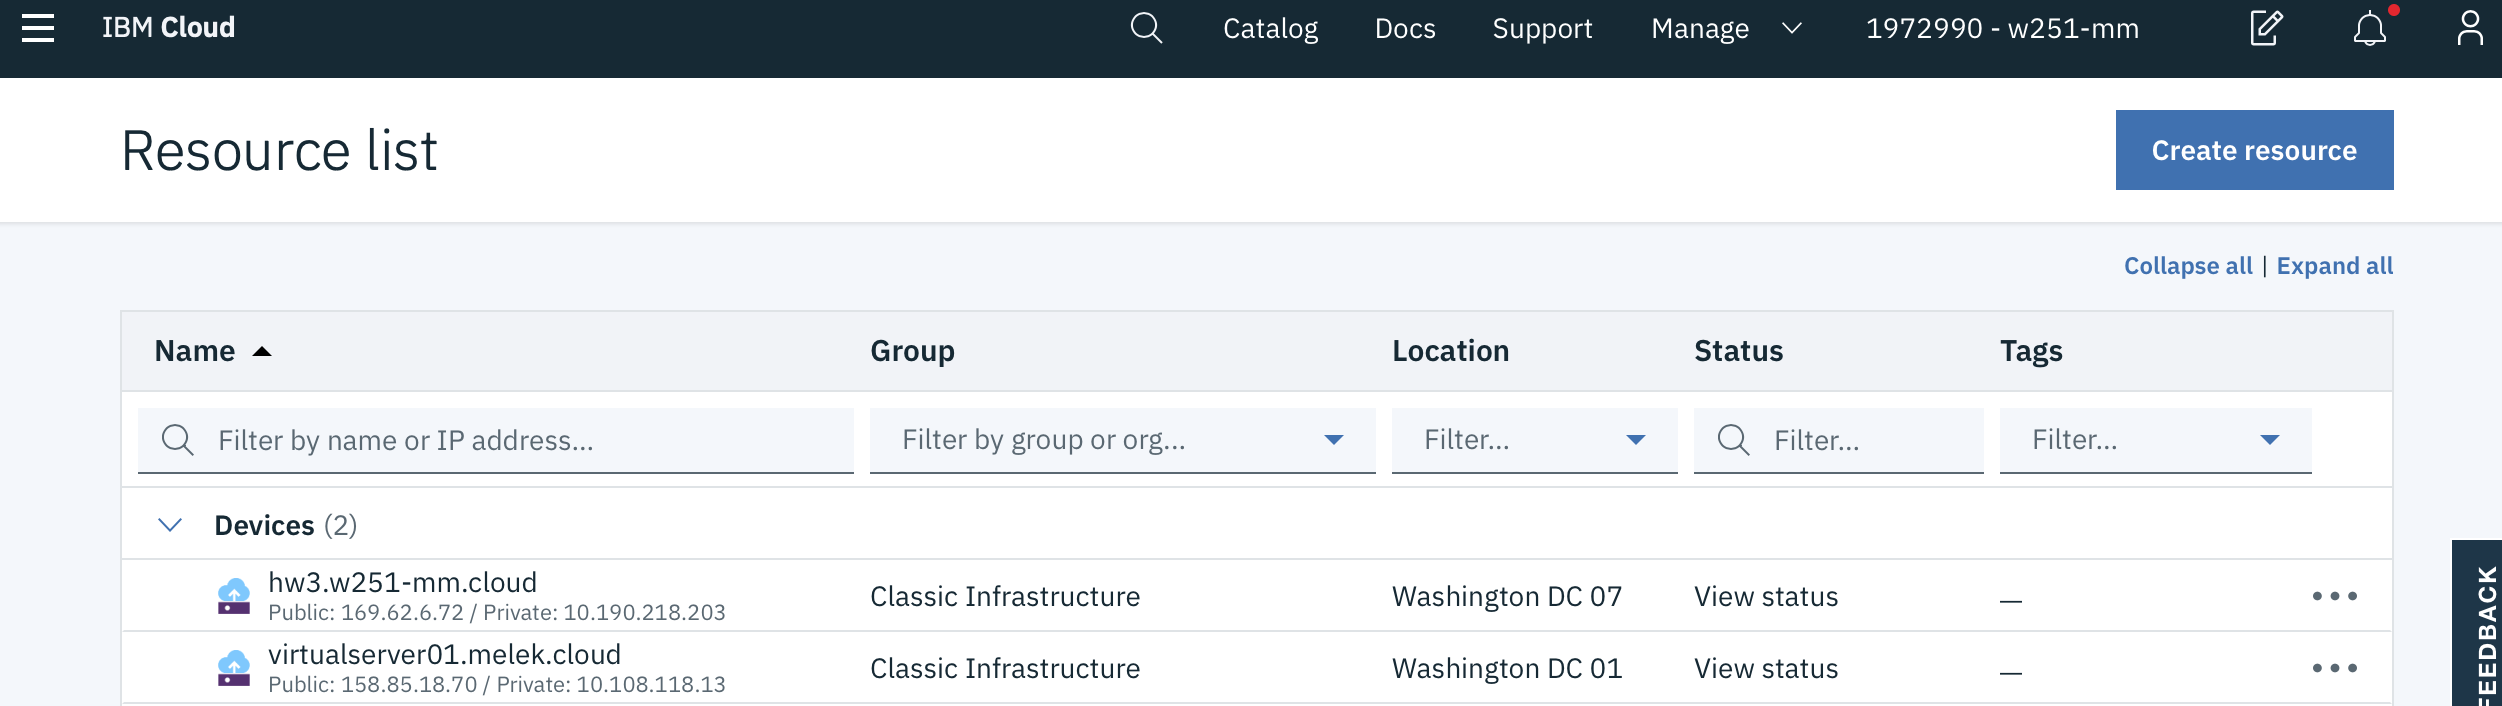 IBM Cloud Catalog Docs Support Manage 1972990 - w251-mm
Resource list
Create resource
Collapse all | Expand all
Name Group Location Status Tags
Filter by name or IP address... Filter by group or org... Filter... Filter... Filter...
Devices (2)
hw3.w251-mm.cloud
Public: 169.62.6.72 / Private: 10.190.218.203
Classic Infrastructure Washington DC 07 View status —
virtualserver01.melek.cloud
Public: 158.85.18.70 / Private: 10.108.118.13
Classic Infrastructure Washington DC 01 View status —
FEEDBACK